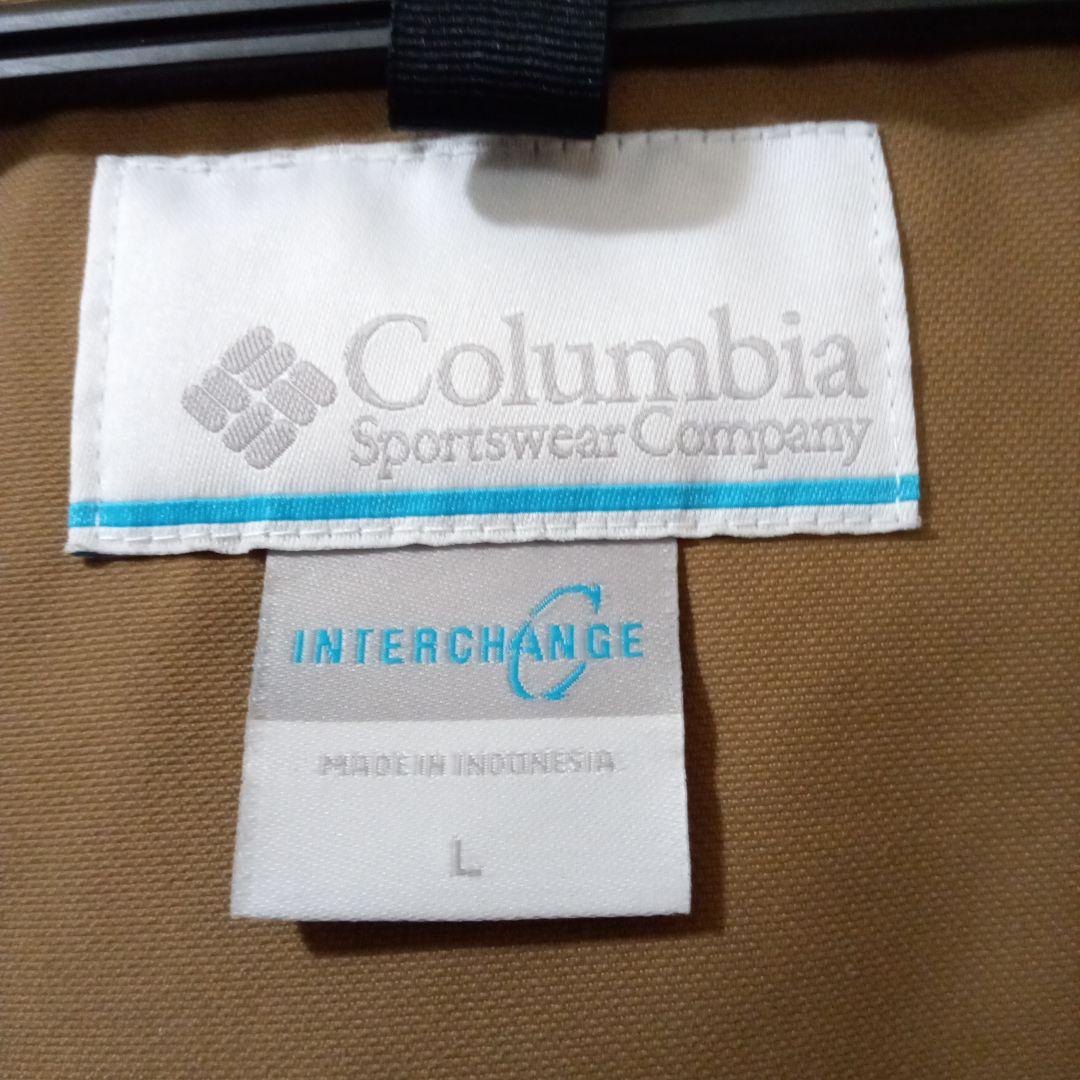 Columbia
Sportswear Company
INTERCHANGE
MADE IN INDONESIA
L